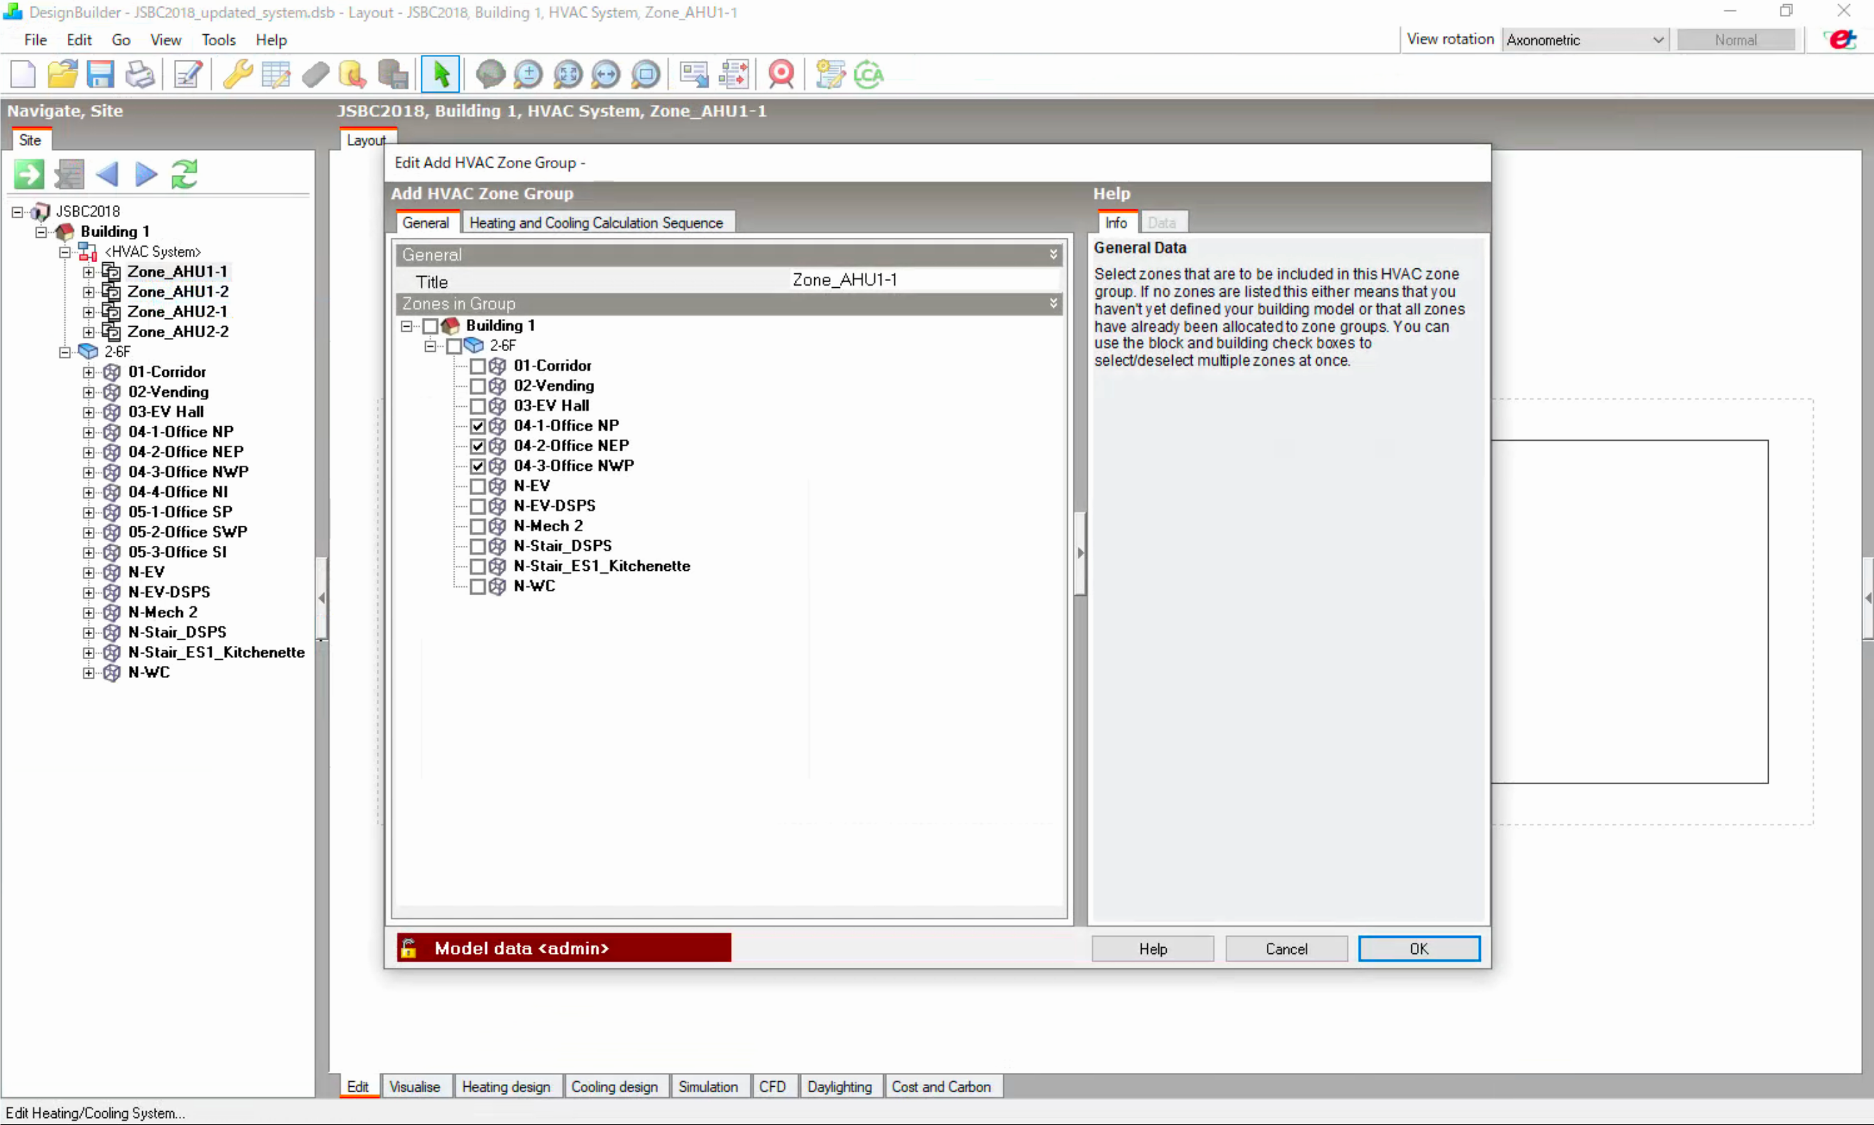 DesignBuilder - JSBC2018_updated_system.dsb - Layout - JSBC2018, Building 1, HVAC System, Zone_AHU1-1
File Edit Go View Tools Help
View rotation Axonometric Normal
LCA
Navigate, Site
JSBC2018, Building 1, HVAC System, Zone_AHU1-1
Site
Layout
JSBC2018
Building 1
<HVAC System>
Zone_AHU1-1
Zone_AHU1-2
Zone_AHU2-1
Zone_AHU2-2
2-6F
01-Corridor
02-Vending
03-EV Hall
04-1-Office NP
04-2-Office NEP
04-3-Office NWP
04-4-Office NI
05-1-Office SP
05-2-Office SWP
05-3-Office SI
N-EV
N-EV-DSPS
N-Mech 2
N-Stair_DSPS
N-Stair_ES1_Kitchenette
N-WC
Edit Add HVAC Zone Group -
Add HVAC Zone Group
General Heating and Cooling Calculation Sequence
General
Title Zone_AHU1-1
Zones in Group
Building 1
2-6F
01-Corridor
02-Vending
03-EV Hall
04-1-Office NP
04-2-Office NEP
04-3-Office NWP
N-EV
N-EV-DSPS
N-Mech 2
N-Stair_DSPS
N-Stair_ES1_Kitchenette
N-WC
Help
Info Data
General Data
Select zones that are to be included in this HVAC zone
group. If no zones are listed this either means that you
haven't yet defined your building model or that all zones
have already been allocated to zone groups. You can
use the block and building check boxes to
select/deselect multiple zones at once.
Model data <admin>
Help Cancel OK
Edit Visualise Heating design Cooling design Simulation CFD Daylighting Cost and Carbon
Edit Heating/Cooling System...